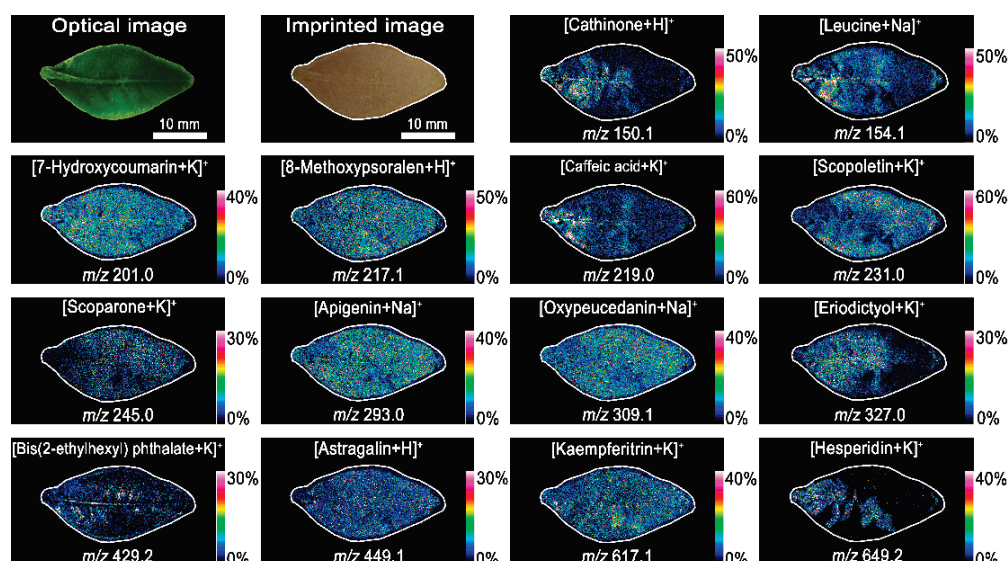 Optical image
Imprinted image
[Cathinone+H]⁺
[Leucine+Na]⁺
50%
50%
10 mm
10 mm
m/z 150.1
0%
m/z 154.1
0%
[7-Hydroxycoumarin+K]⁺
[8-Methoxypsoralen+H]⁺
[Caffeic acid+K]⁺
[Scopoletin+K]⁺
40%
50%
60%
60%
m/z 201.0
0%
m/z 217.1
0%
m/z 219.0
0%
m/z 231.0
0%
[Scoparone+K]⁺
[Apigenin+Na]⁺
[Oxypeucedanin+Na]⁺
[Eriodictyol+K]⁺
30%
40%
40%
30%
m/z 245.0
0%
m/z 293.0
0%
m/z 309.1
0%
m/z 327.0
0%
[Bis(2-ethylhexyl) phthalate+K]⁺
[Astragalin+H]⁺
[Kaempferitrin+K]⁺
[Hesperidin+K]⁺
30%
30%
40%
40%
m/z 429.2
0%
m/z 449.1
0%
m/z 617.1
0%
m/z 649.2
0%